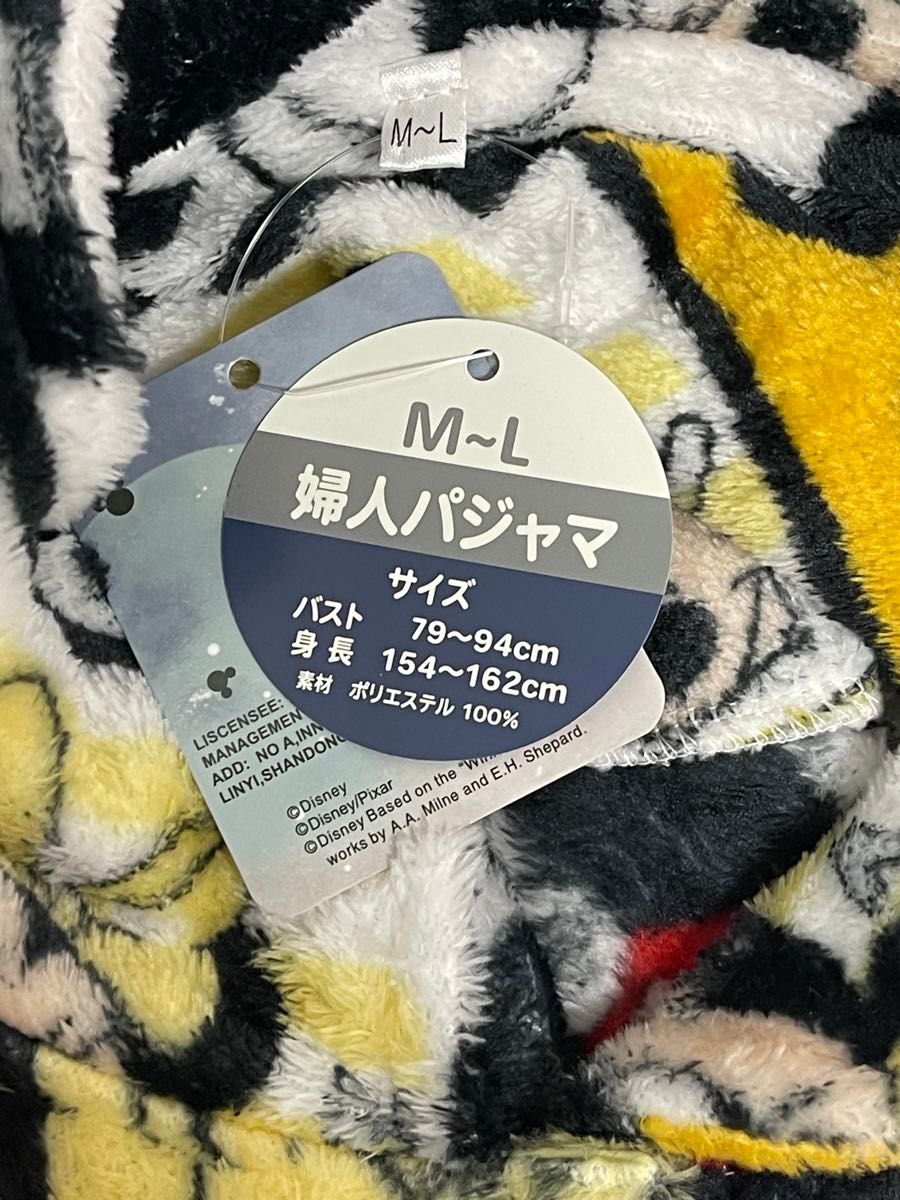 M~L
M~L
婦人パジャマ
サイズ
バスト 79~94cm
身長 154~162cm
素材 ポリエステル 100%
LISCENSEE:
MANAGEMENT
ADD: NO A,INN
LINYI,SHANDONG
©Disney
©Disney/Pixar
©Disney Based on the "Winn
works by A.A. Milne and E.H. Shepard.